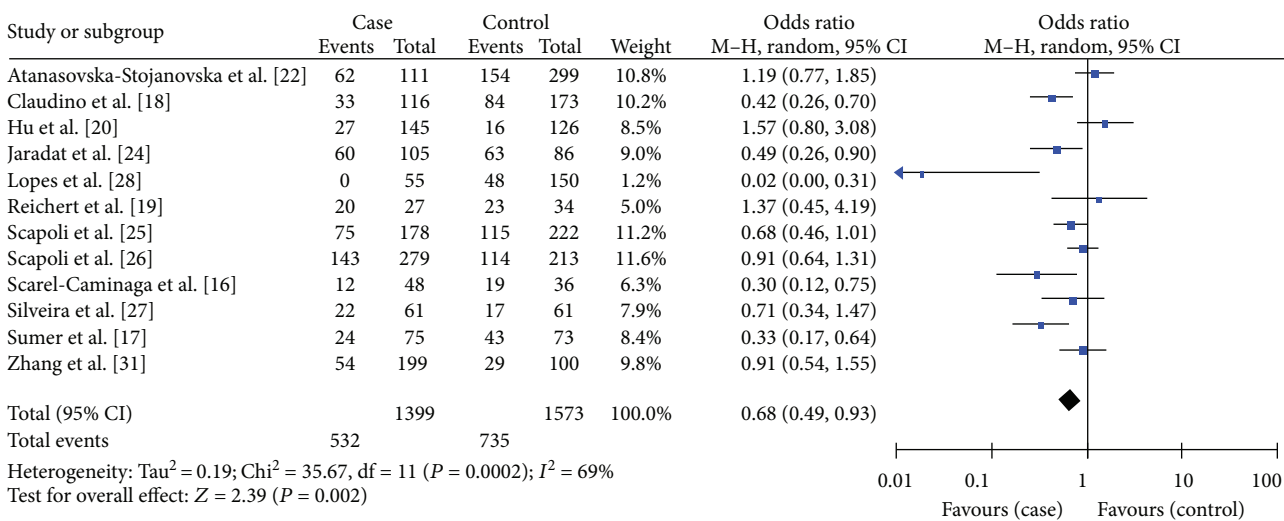 Study or subgroup Case Control Odds ratio Odds ratio
Events Total Events Total Weight M–H, random, 95% CI M–H, random, 95% CI
Atanasovska-Stojanovska et al. [22] 62 111 154 299 10.8% 1.19 (0.77, 1.85)
Claudino et al. [18] 33 116 84 173 10.2% 0.42 (0.26, 0.70)
Hu et al. [20] 27 145 16 126 8.5% 1.57 (0.80, 3.08)
Jaradat et al. [24] 60 105 63 86 9.0% 0.49 (0.26, 0.90)
Lopes et al. [28] 0 55 48 150 1.2% 0.02 (0.00, 0.31)
Reichert et al. [19] 20 27 23 34 5.0% 1.37 (0.45, 4.19)
Scapoli et al. [25] 75 178 115 222 11.2% 0.68 (0.46, 1.01)
Scapoli et al. [26] 143 279 114 213 11.6% 0.91 (0.64, 1.31)
Scarel-Caminaga et al. [16] 12 48 19 36 6.3% 0.30 (0.12, 0.75)
Silveira et al. [27] 22 61 17 61 7.9% 0.71 (0.34, 1.47)
Sumer et al. [17] 24 75 43 73 8.4% 0.33 (0.17, 0.64)
Zhang et al. [31] 54 199 29 100 9.8% 0.91 (0.54, 1.55)
Total (95% CI) 1399 1573 100.0% 0.68 (0.49, 0.93)
Total events 532 735
Heterogeneity: Tau² = 0.19; Chi² = 35.67, df = 11 (P = 0.0002); I² = 69%
Test for overall effect: Z = 2.39 (P = 0.002)
0.01 0.1 1 10 100
Favours (case) Favours (control)